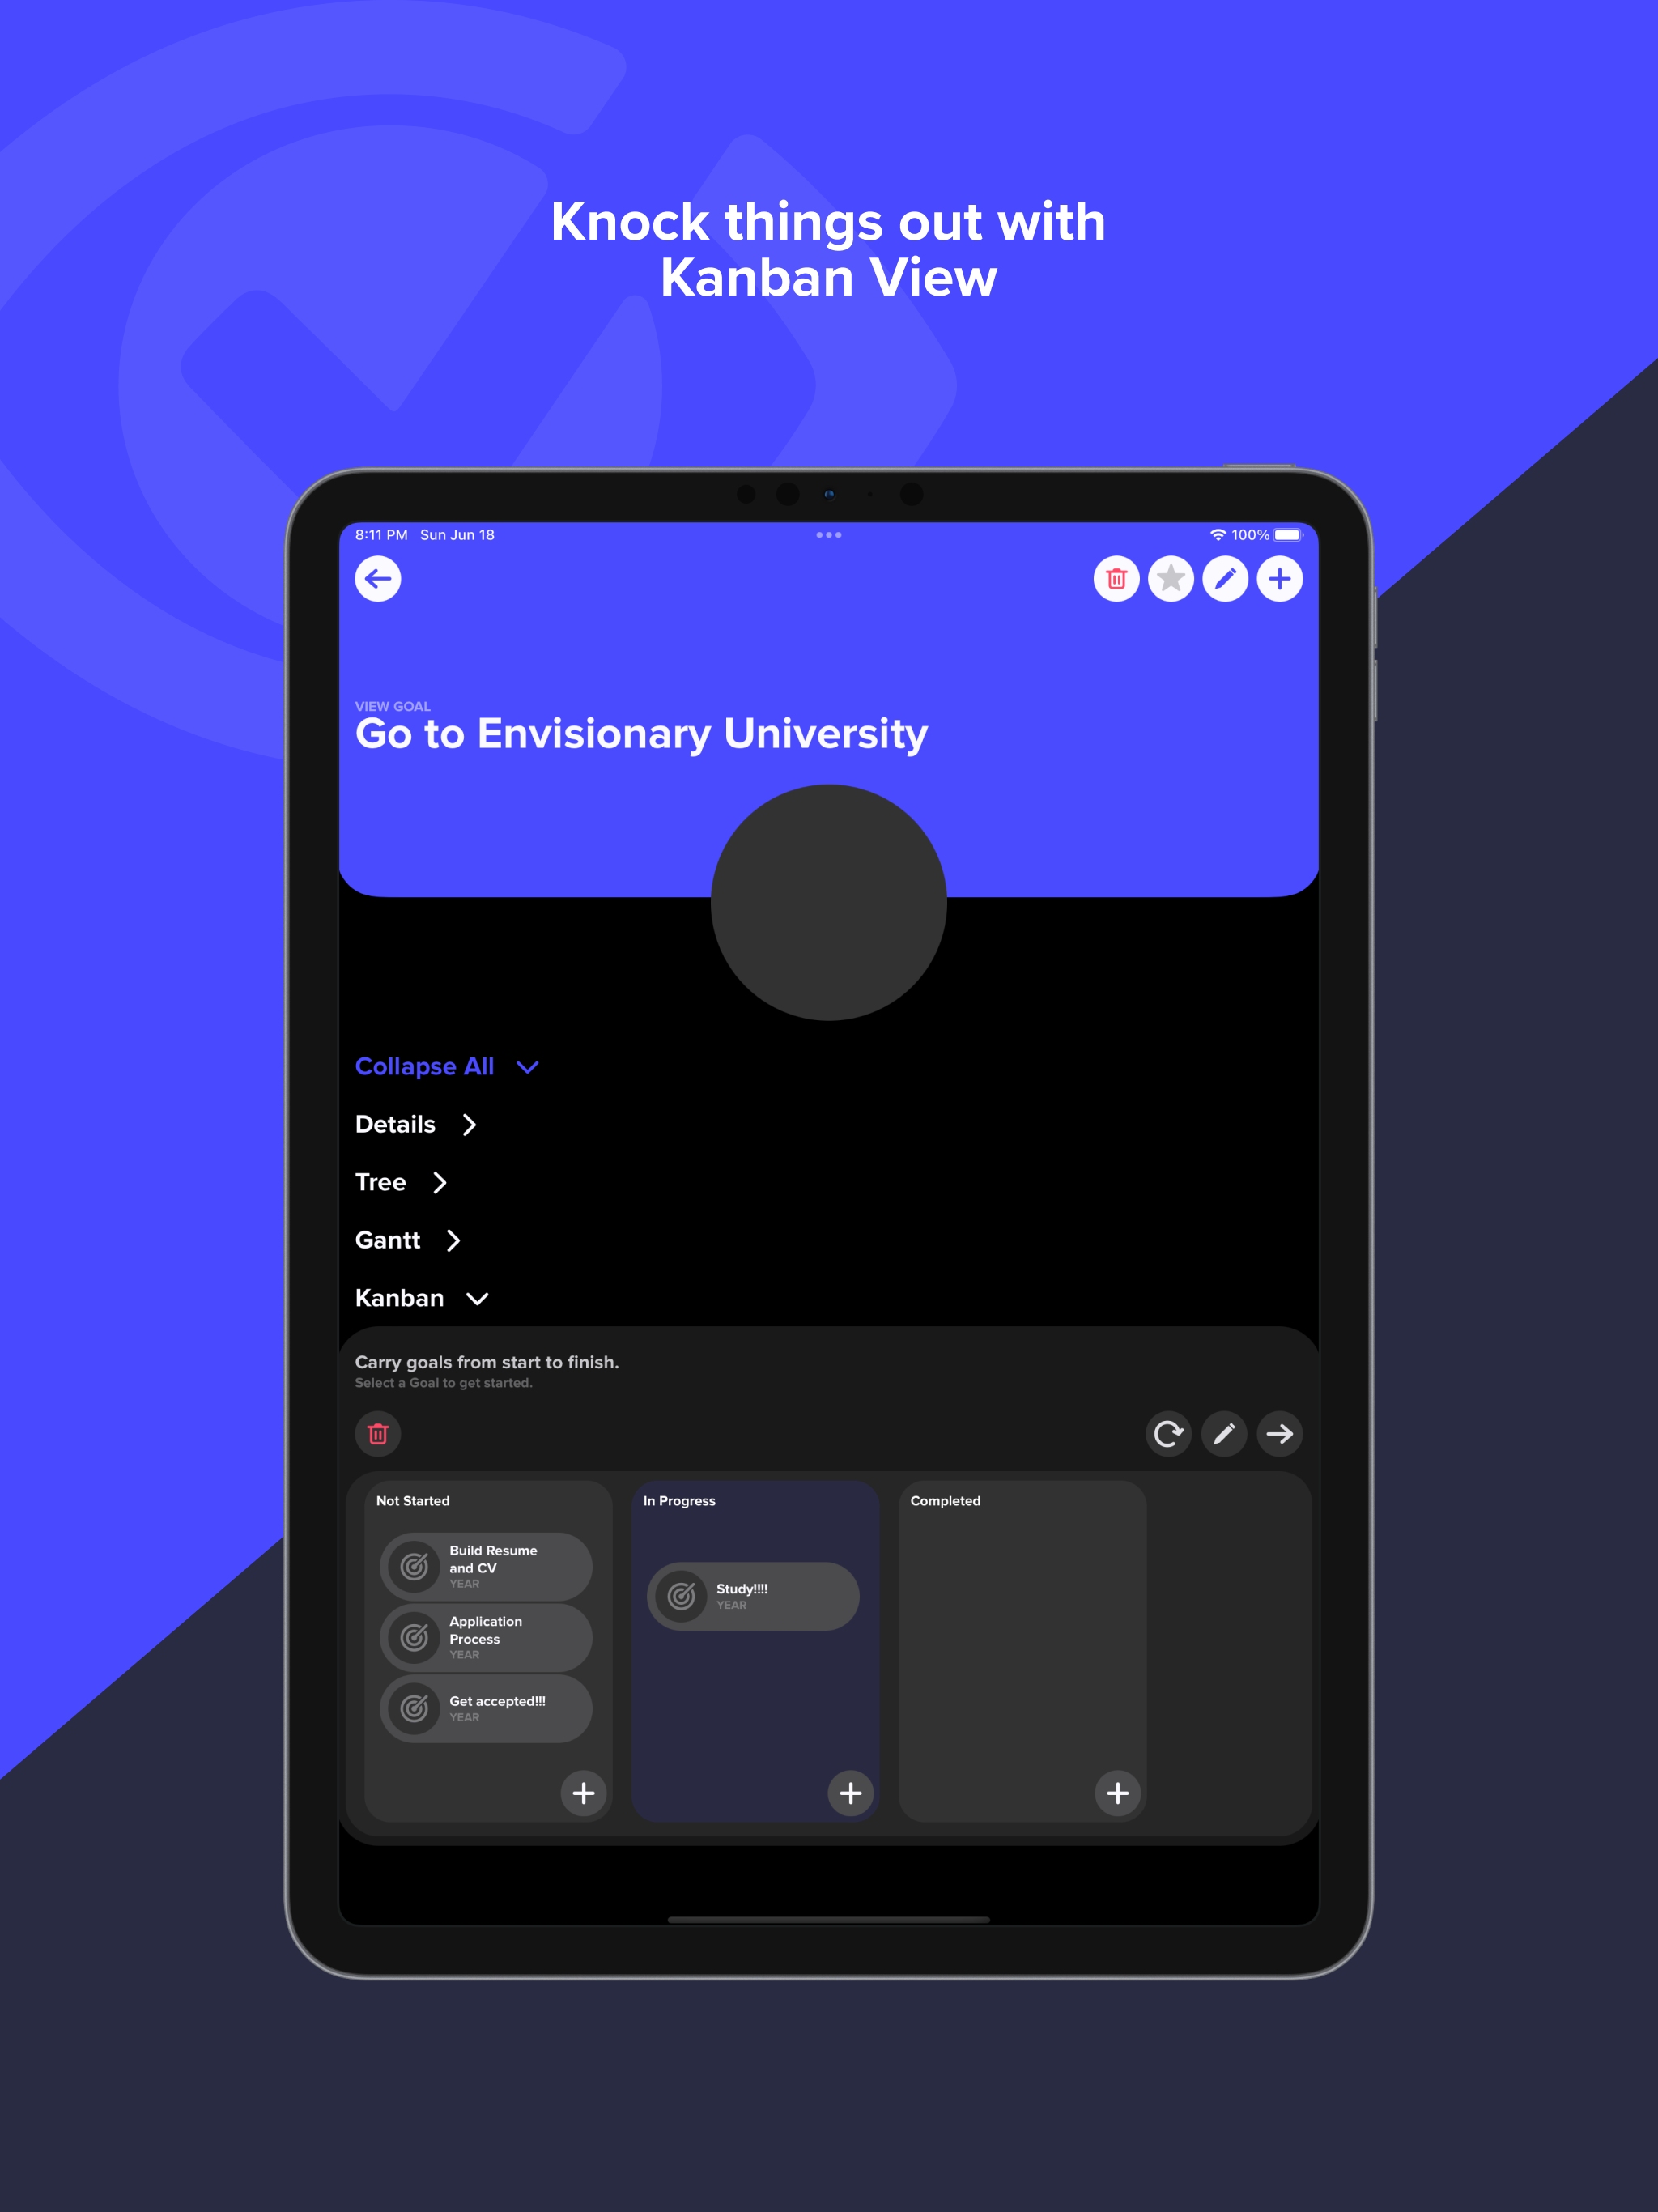 Knock things out with
Kanban View
8:11 PM Sun Jun 18
100%
VIEW GOAL
Go to Envisionary University
Collapse All
Details
Tree
Gantt
Kanban
Carry goals from start to finish.
Select a Goal to get started.
Not Started
Build Resume
and CV
YEAR
Application
Process
YEAR
Get accepted!!!
YEAR
In Progress
Study!!!!
YEAR
Completed